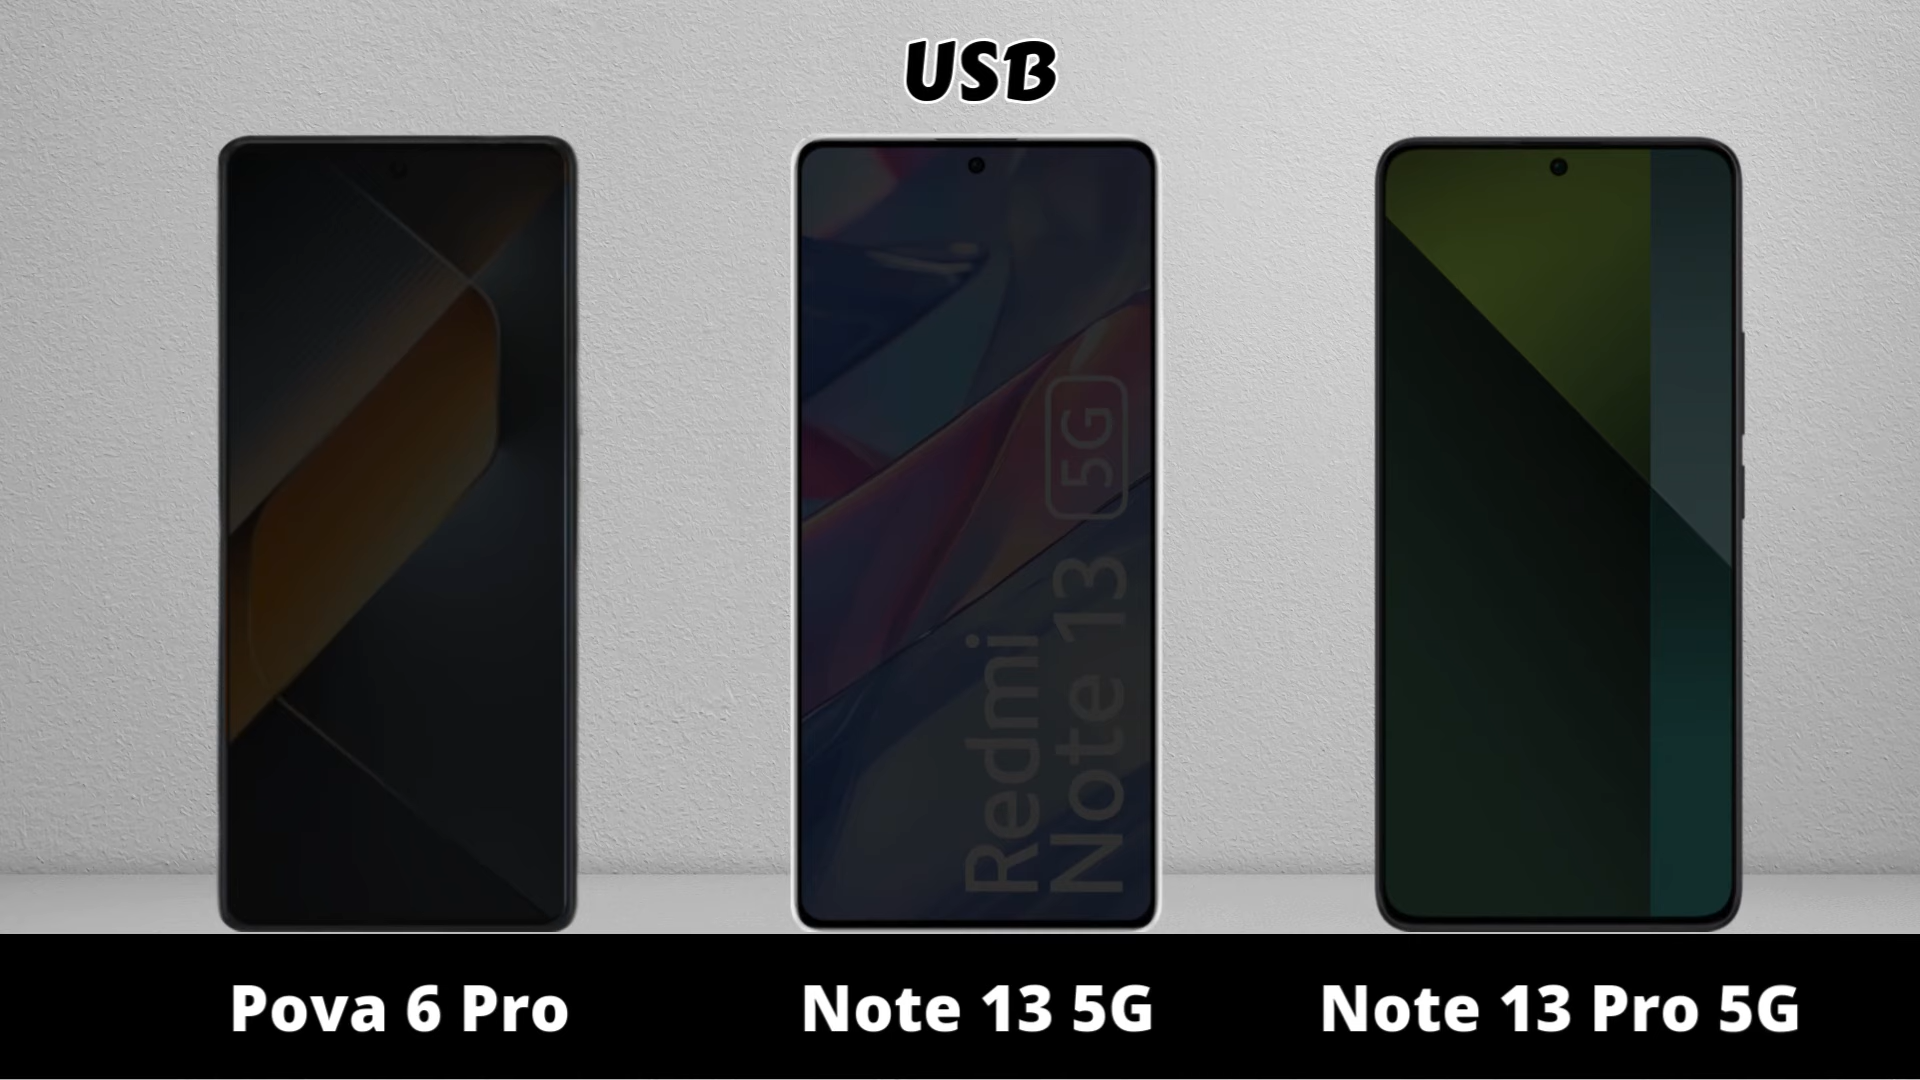 USB
Redmi
Note 13 5G
Pova 6 Pro
Note 13 5G
Note 13 Pro 5G